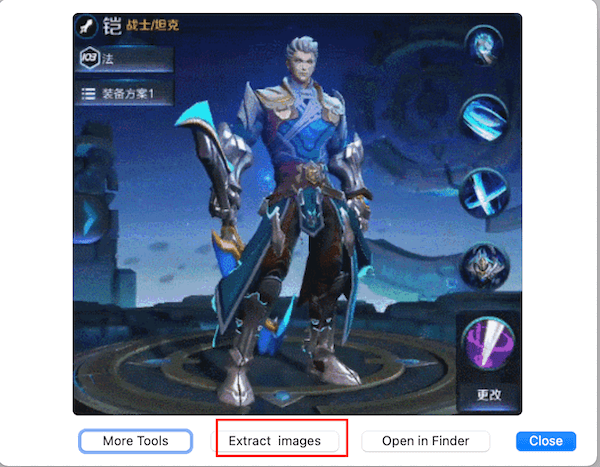 铠 战士/坦克
103 法
装备方案1
更改
More Tools
Extract images
Open in Finder
Close